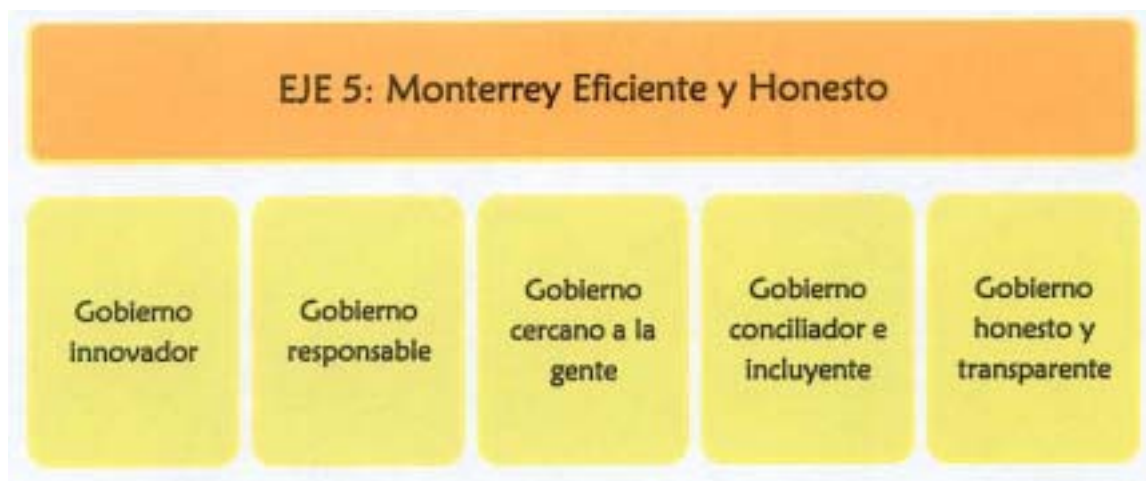 EJE 5: Monterrey Eficiente y Honesto
Gobierno
innovador
Gobierno
responsable
Gobierno
cercano a la
gente
Gobierno
conciliador e
incluyente
Gobierno
honesto y
transparente